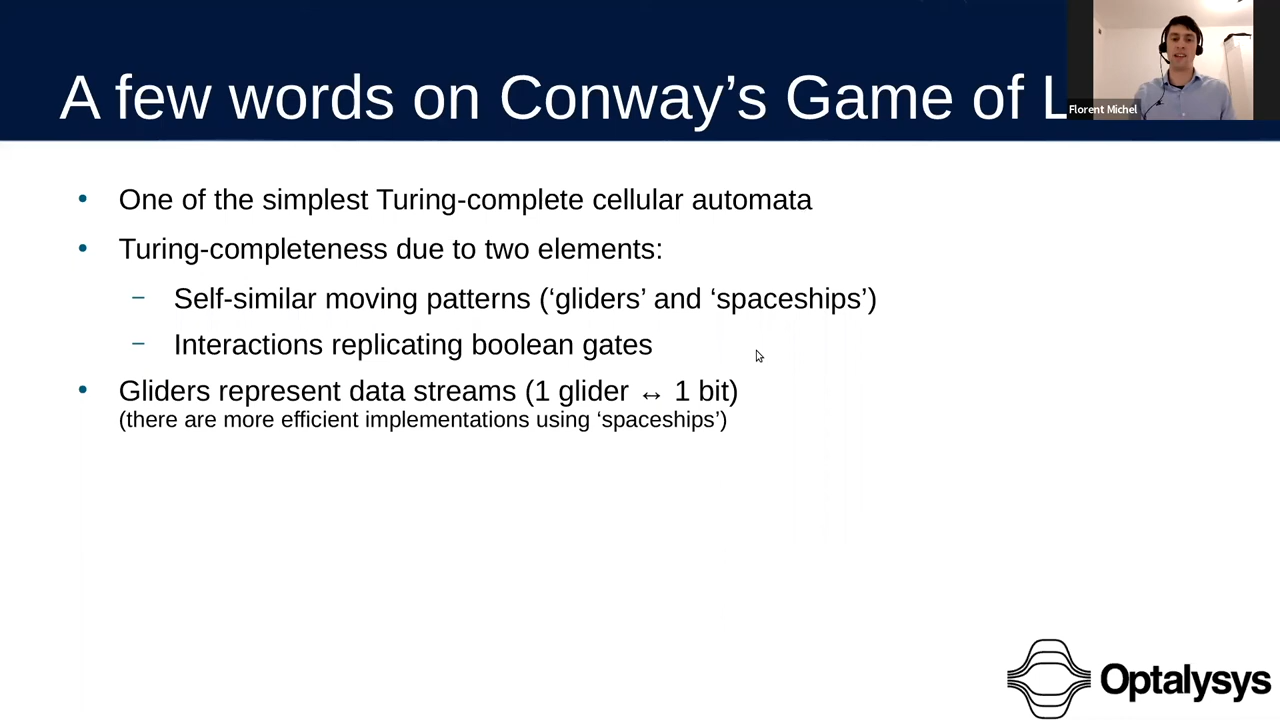 A few words on Conway’s Game of L
Florent Michel
• One of the simplest Turing-complete cellular automata
• Turing-completeness due to two elements:
– Self-similar moving patterns (‘gliders’ and ‘spaceships’)
– Interactions replicating boolean gates
• Gliders represent data streams (1 glider ↔ 1 bit)
(there are more efficient implementations using ‘spaceships’)
Optalysys